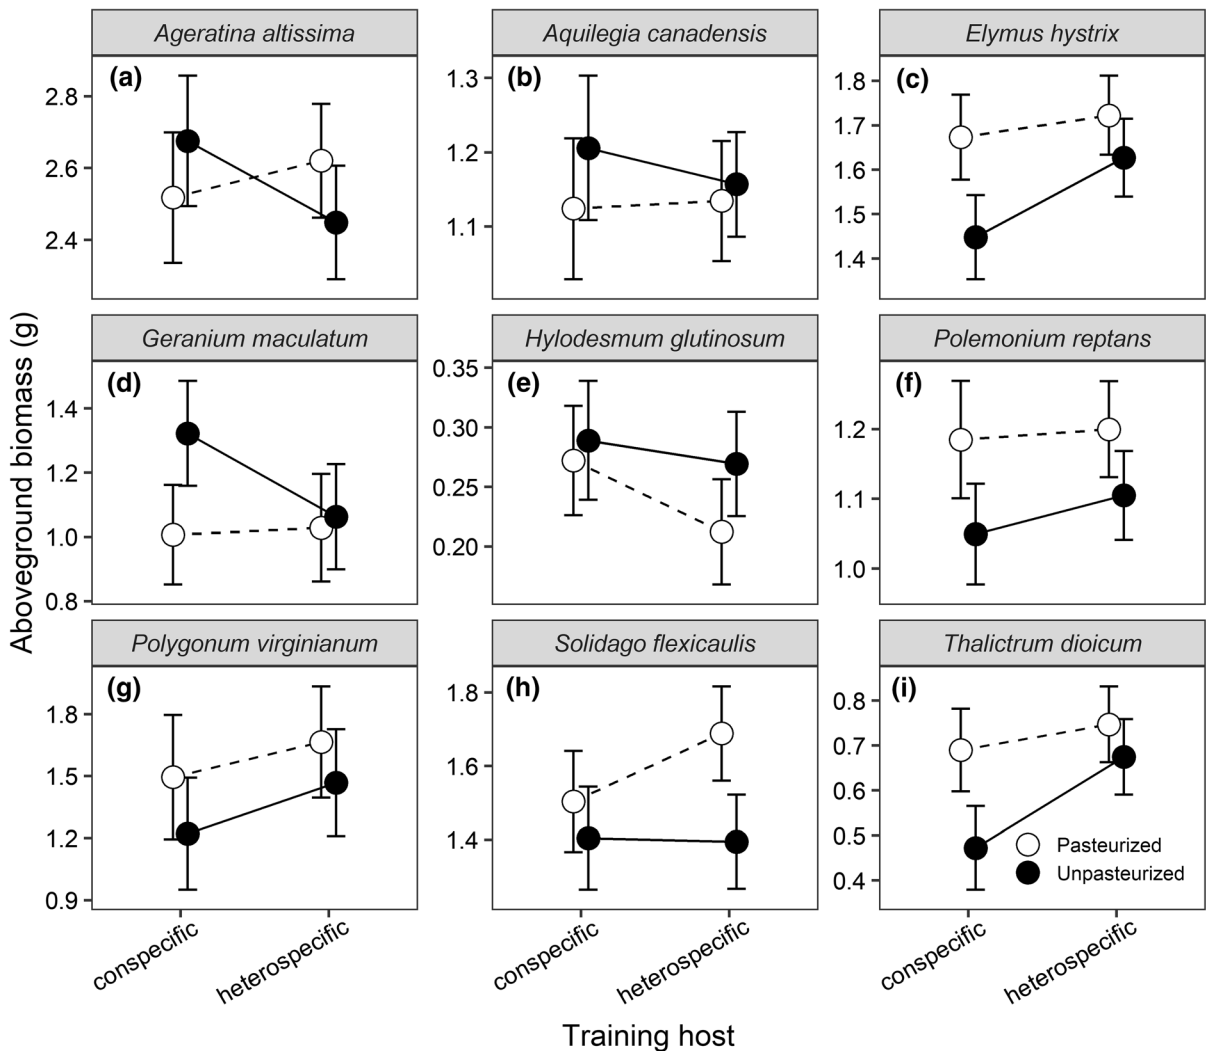 Ageratina altissima
Aquilegia canadensis
Elymus hystrix
(a)
2.8
2.6
2.4
(b)
1.3
1.2
1.1
(c)
1.8
1.7
1.6
1.5
1.4
Geranium maculatum
Hylodesmum glutinosum
Polemonium reptans
(d)
1.4
1.2
1.0
0.8
(e)
0.35
0.30
0.25
0.20
(f)
1.2
1.1
1.0
Aboveground biomass (g)
Polygonum virginianum
Solidago flexicaulis
Thalictrum dioicum
(g)
1.8
1.5
1.2
0.9
(h)
1.8
1.6
1.4
(i)
0.8
0.7
0.6
0.5
0.4
Pasteurized
Unpasteurized
conspecific
heterospecific
conspecific
heterospecific
conspecific
heterospecific
Training host